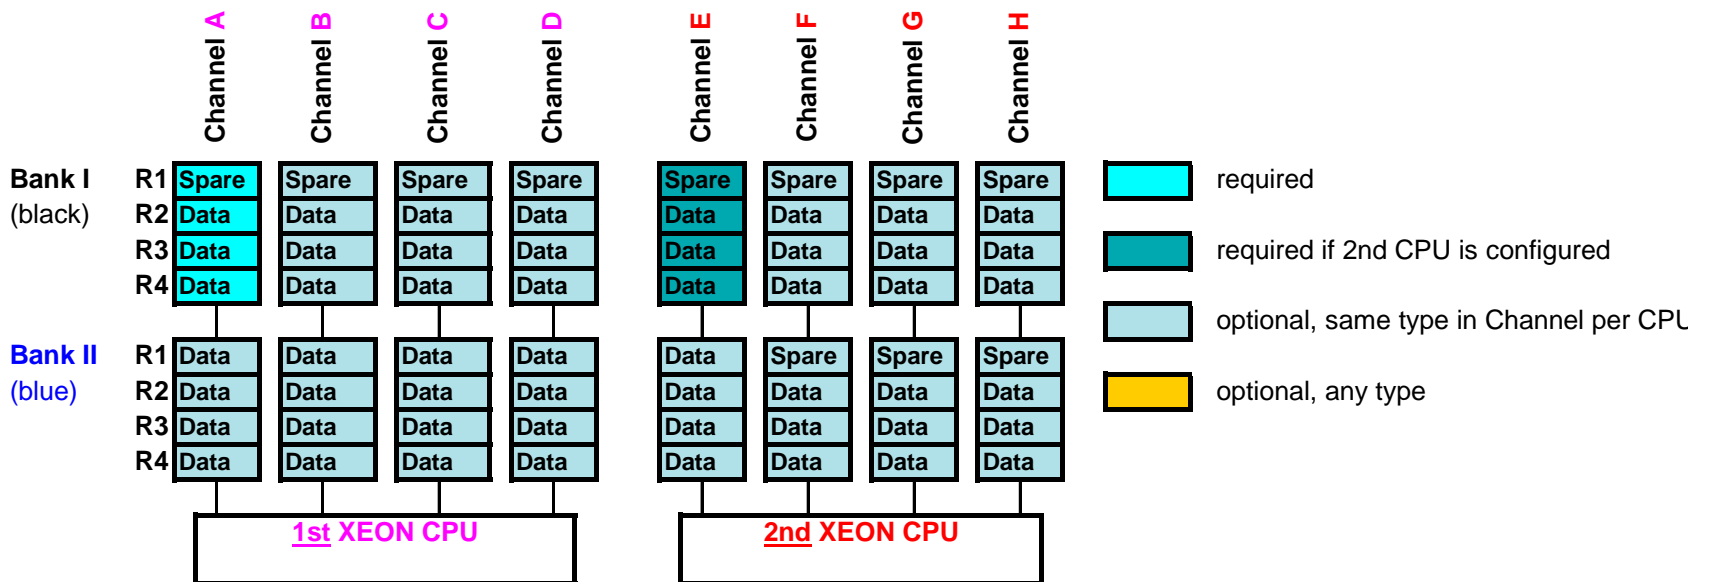 Channel A Channel B Channel C Channel D Channel E Channel F Channel G Channel H
Bank I R1 Spare Spare Spare Spare Spare Spare Spare Spare required
(black) R2 Data Data Data Data Data Data Data Data
R3 Data Data Data Data Data Data Data Data required if 2nd CPU is configured
R4 Data Data Data Data Data Data Data Data
optional, same type in Channel per CPU
Bank II R1 Data Data Data Data Data Spare Spare Spare
(blue) R2 Data Data Data Data Data Data Data Data optional, any type
R3 Data Data Data Data Data Data Data Data
R4 Data Data Data Data Data Data Data Data
1st XEON CPU 2nd XEON CPU